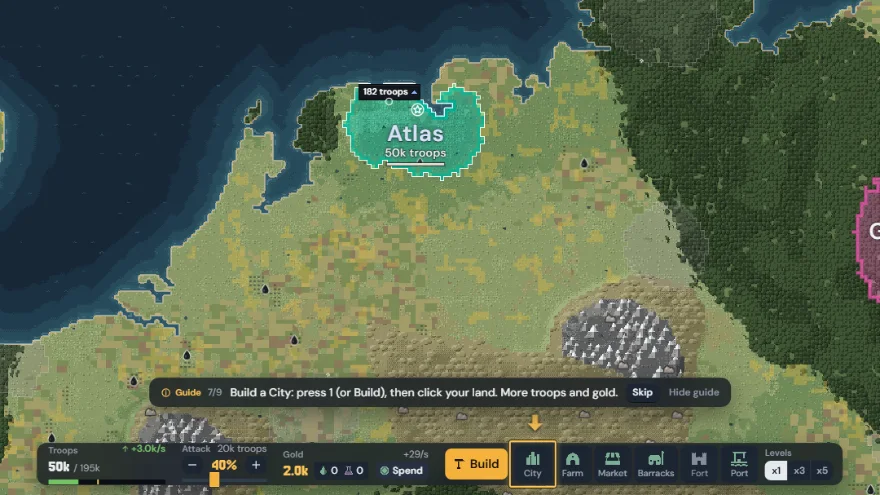 182 troops
Atlas
50k troops
G
Guide 7/9 Build a City: press 1 (or Build), then click your land. More troops and gold. Skip Hide guide
Troops +3.0k/s
50k / 195k
Attack 20k troops
− 40% +
Gold +29/s
2.0k 0 0 Spend
Build
City
Farm
Market
Barracks
Fort
Port
Levels
x1 x3 x5